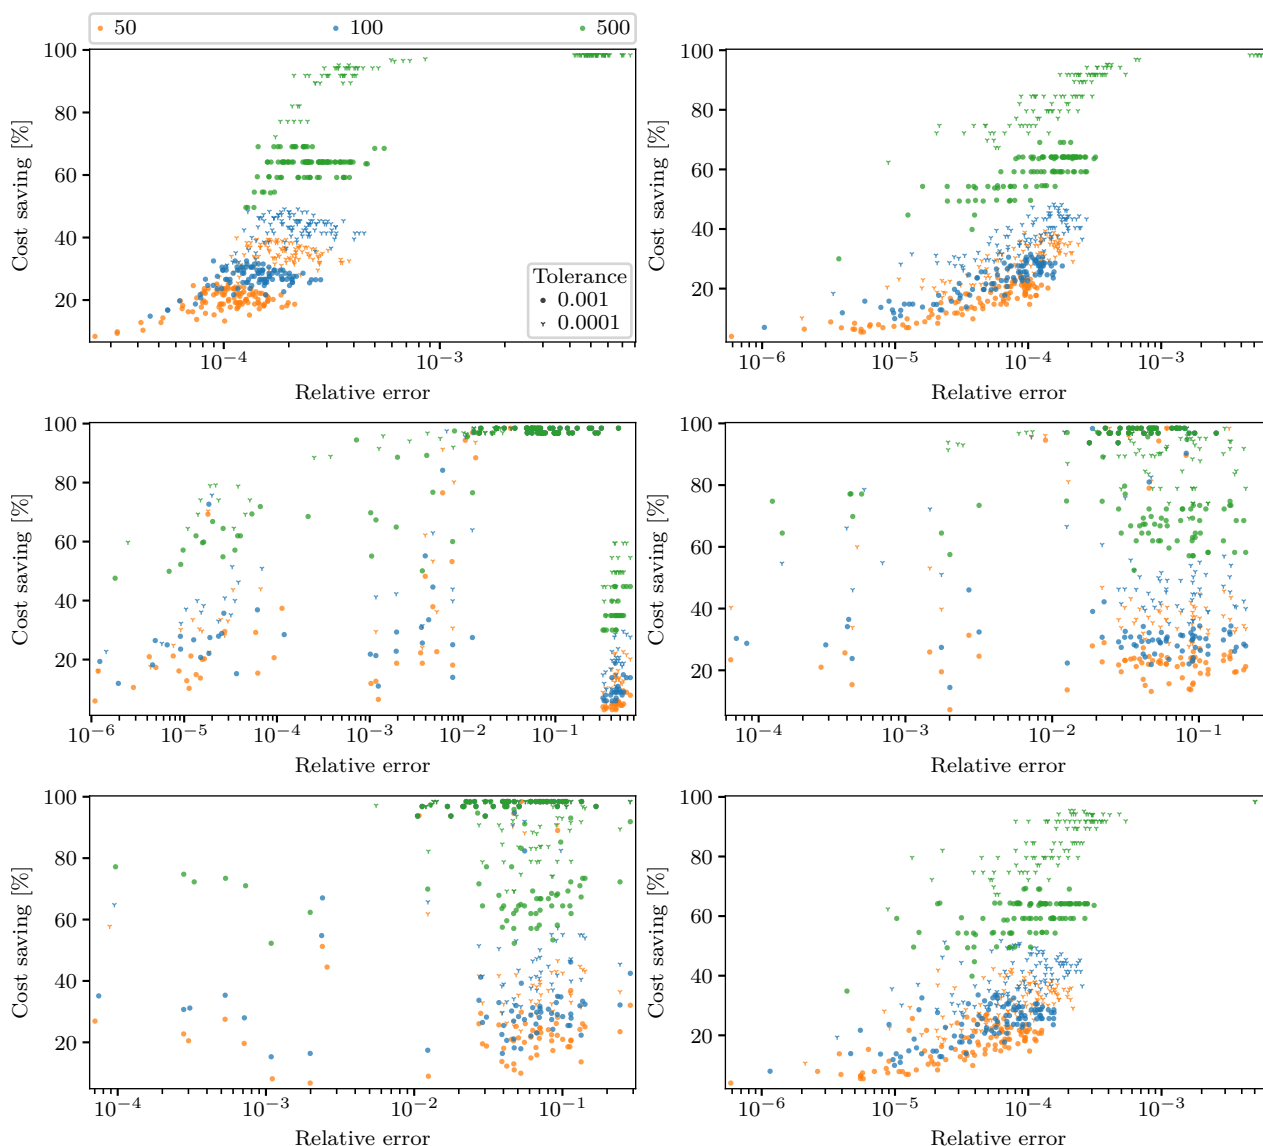 50 100 500
100
80
60
40
20
Cost saving [%]
Tolerance
0.001
0.0001
10⁻⁴ 10⁻³
Relative error
100
80
60
40
20
Cost saving [%]
10⁻⁶ 10⁻⁵ 10⁻⁴ 10⁻³
Relative error
100
80
60
40
20
Cost saving [%]
10⁻⁶ 10⁻⁵ 10⁻⁴ 10⁻³ 10⁻² 10⁻¹
Relative error
100
80
60
40
20
Cost saving [%]
10⁻⁴ 10⁻³ 10⁻² 10⁻¹
Relative error
100
80
60
40
20
Cost saving [%]
10⁻⁴ 10⁻³ 10⁻² 10⁻¹
Relative error
100
80
60
40
20
Cost saving [%]
10⁻⁶ 10⁻⁵ 10⁻⁴ 10⁻³
Relative error